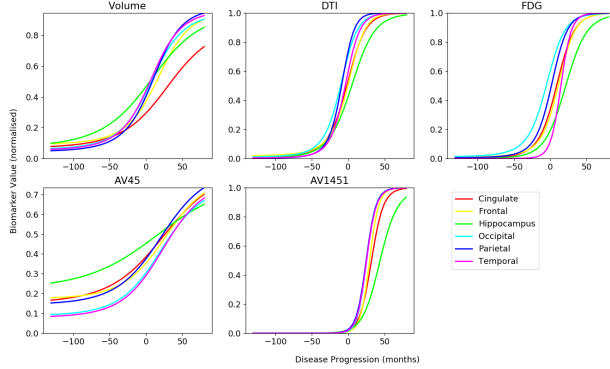 Volume
DTI
FDG
Biomarker Value (normalised)
0.8
0.6
0.4
0.2
0.0
−100 −50 0 50
1.0
0.8
0.6
0.4
0.2
0.0
−100 −50 0 50
1.0
0.8
0.6
0.4
0.2
0.0
−100 −50 0 50
AV45
AV1451
0.7
0.6
0.5
0.4
0.3
0.2
0.1
0.0
−100 −50 0 50
1.0
0.8
0.6
0.4
0.2
0.0
−100 −50 0 50
Cingulate
Frontal
Hippocampus
Occipital
Parietal
Temporal
Disease Progression (months)